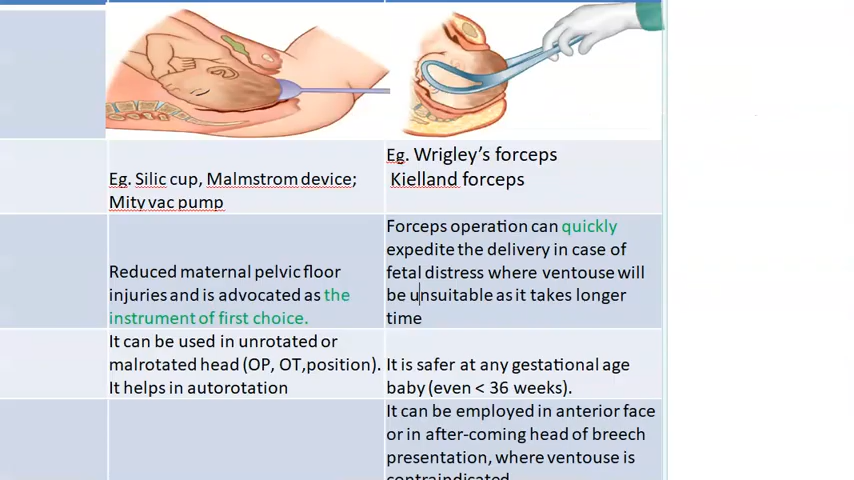 Eg. Silic cup, Malmstrom device;
Mity vac pump
Eg. Wrigley's forceps
Kielland forceps
Reduced maternal pelvic floor
injuries and is advocated as the
instrument of first choice.
Forceps operation can quickly
expedite the delivery in case of
fetal distress where ventouse will
be unsuitable as it takes longer
time
It can be used in unrotated or
malrotated head (OP, OT,position).
It helps in autorotation
It is safer at any gestational age
baby (even < 36 weeks).
It can be employed in anterior face
or in after-coming head of breech
presentation, where ventouse is
contraindicated